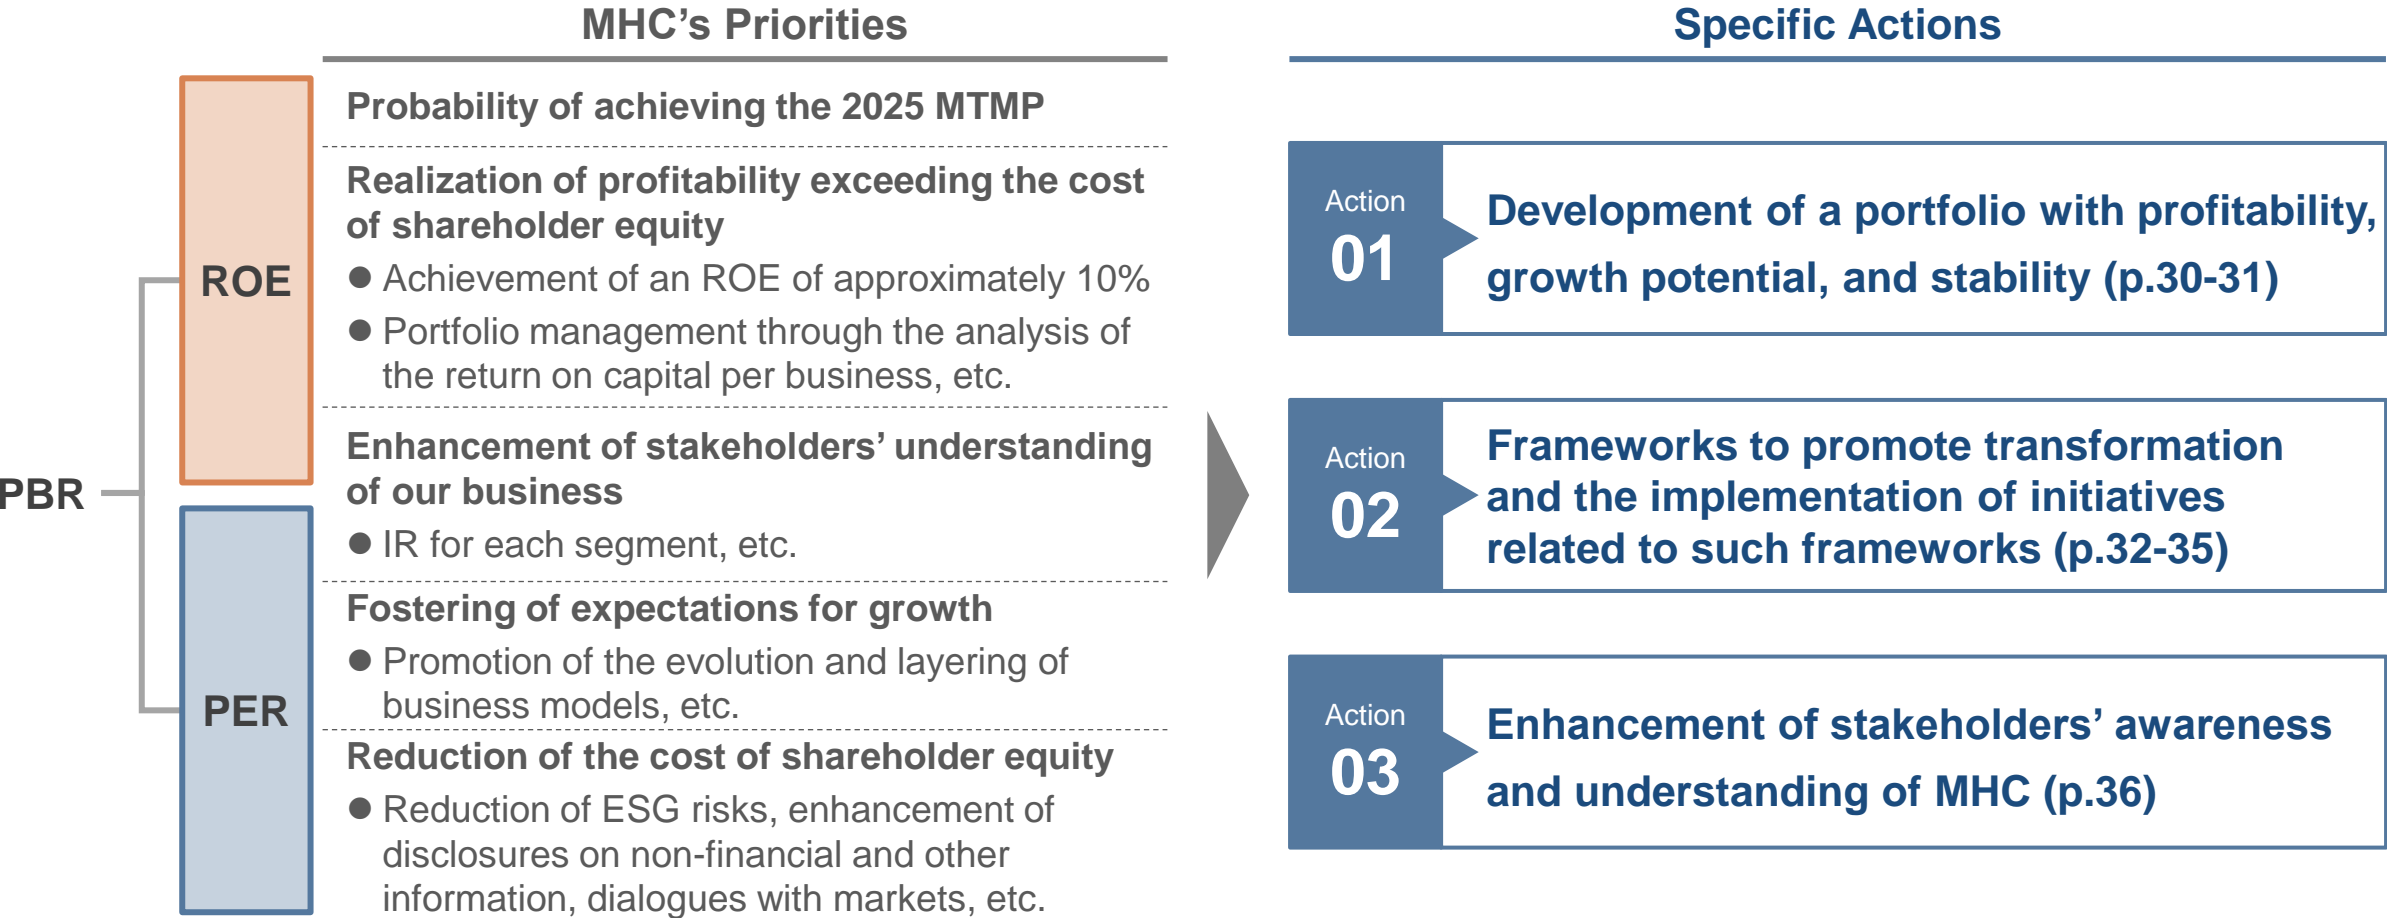 MHC’s Priorities
Specific Actions
PBR
ROE
PER
Probability of achieving the 2025 MTMP
Realization of profitability exceeding the cost
of shareholder equity
● Achievement of an ROE of approximately 10%
● Portfolio management through the analysis of
the return on capital per business, etc.
Enhancement of stakeholders’ understanding
of our business
● IR for each segment, etc.
Fostering of expectations for growth
● Promotion of the evolution and layering of
business models, etc.
Reduction of the cost of shareholder equity
● Reduction of ESG risks, enhancement of
disclosures on non-financial and other
information, dialogues with markets, etc.
Action
01
Development of a portfolio with profitability,
growth potential, and stability (p.30-31)
Action
02
Frameworks to promote transformation
and the implementation of initiatives
related to such frameworks (p.32-35)
Action
03
Enhancement of stakeholders’ awareness
and understanding of MHC (p.36)